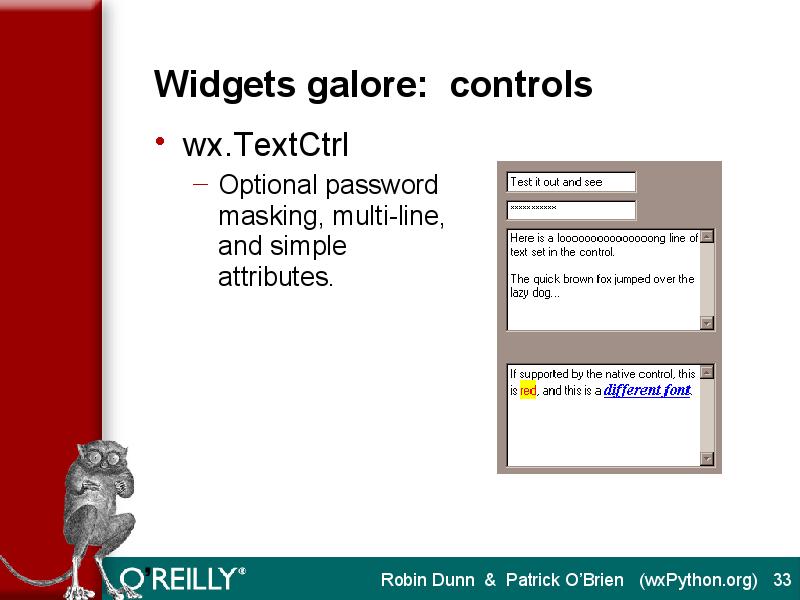 Widgets galore: controls
• wx.TextCtrl
– Optional password
masking, multi-line,
and simple
attributes.
Test it out and see
***********
Here is a looooooooooooooong line of
text set in the control.
The quick brown fox jumped over the
lazy dog...
If supported by the native control, this
is red, and this is a different font.
O'REILLY®
Robin Dunn & Patrick O'Brien (wxPython.org) 33